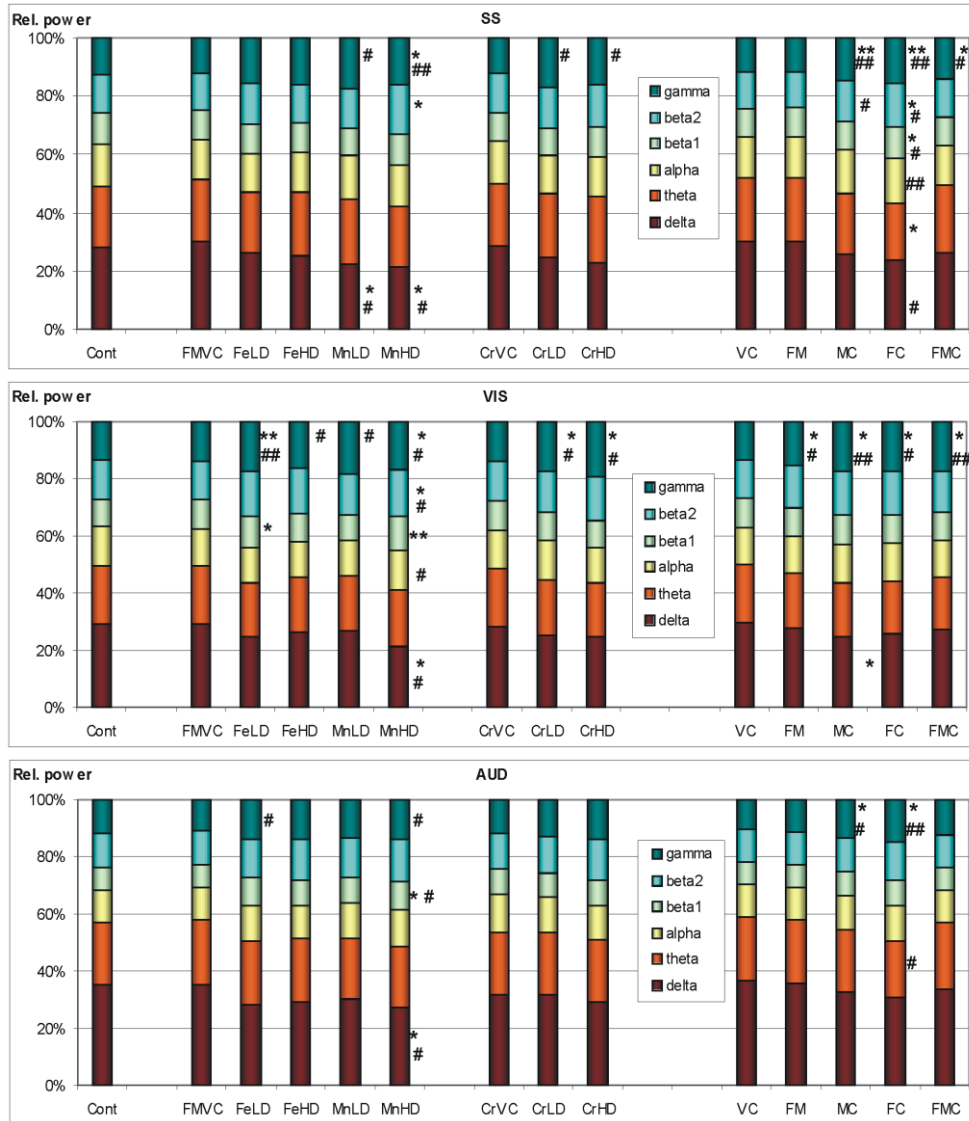 Rel. power SS
100% # * # # ** ** *
## ## ## #
80% * # *
#
gamma
beta2
beta1
alpha
theta
delta
60% *
#
##
40% *
20% * *
# # #
0%
Cont FMVC FeLD FeHD MnLD MnHD CrVC CrLD CrHD VC FM MC FC FMC
Rel. power VIS
100% ** # # * * * * * * *
## # # # # ## # ##
80% *
#
gamma
beta2
beta1
alpha
theta
delta
60% * **
#
40%
20% * *
#
0%
Cont FMVC FeLD FeHD MnLD MnHD CrVC CrLD CrHD VC FM MC FC FMC
Rel. power AUD
100% # # * *
# ##
80%
gamma
beta2
beta1
alpha
theta
delta
60% * #
40% #
20% *
#
0%
Cont FMVC FeLD FeHD MnLD MnHD CrVC CrLD CrHD VC FM MC FC FMC